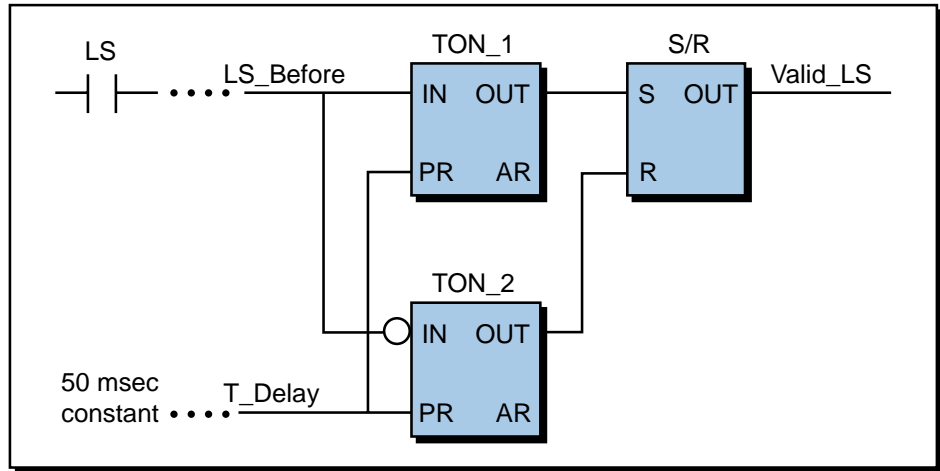 TON_1
S/R
LS
LS_Before
Valid_LS
IN OUT
S OUT
PR AR
R
TON_2
IN OUT
50 msec
constant
T_Delay
PR AR